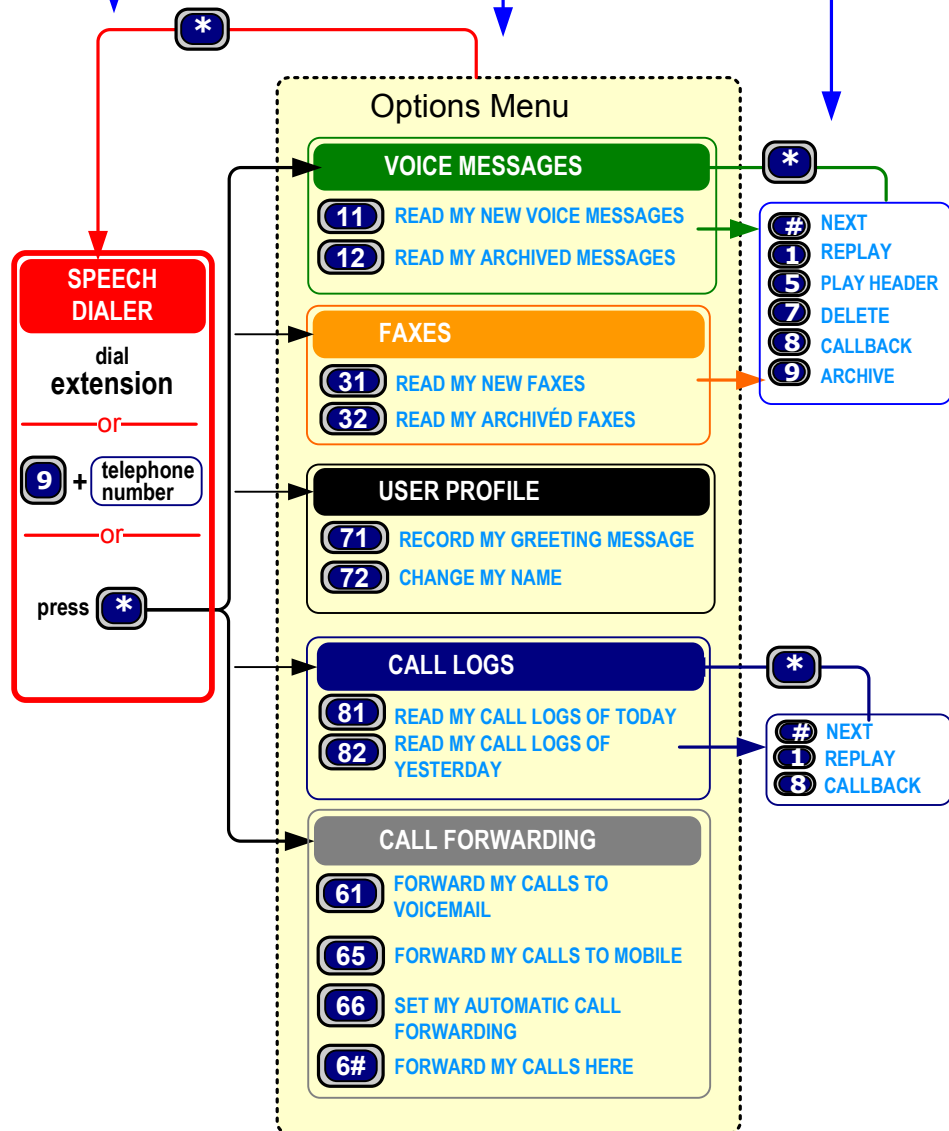 *
Options Menu
VOICE MESSAGES
11 READ MY NEW VOICE MESSAGES
12 READ MY ARCHIVED MESSAGES
*
# NEXT
1 REPLAY
5 PLAY HEADER
7 DELETE
8 CALLBACK
9 ARCHIVE
SPEECH
DIALER
dial
extension
or
9 + telephone
number
or
press *
FAXES
31 READ MY NEW FAXES
32 READ MY ARCHIVÉD FAXES
USER PROFILE
71 RECORD MY GREETING MESSAGE
72 CHANGE MY NAME
CALL LOGS
81 READ MY CALL LOGS OF TODAY
82 READ MY CALL LOGS OF
YESTERDAY
*
# NEXT
1 REPLAY
8 CALLBACK
CALL FORWARDING
61 FORWARD MY CALLS TO
VOICEMAIL
65 FORWARD MY CALLS TO MOBILE
66 SET MY AUTOMATIC CALL
FORWARDING
6# FORWARD MY CALLS HERE